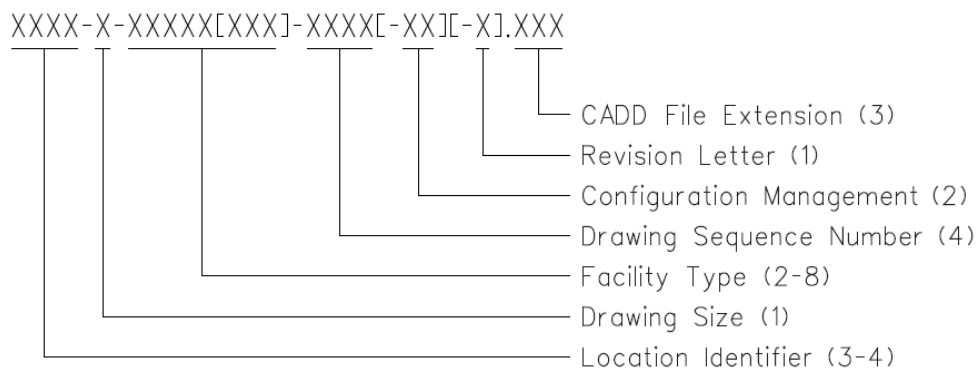 XXXX-X-XXXXX[XXX]-XXXX[-XX][-X].XXX
CADD File Extension (3)
Revision Letter (1)
Configuration Management (2)
Drawing Sequence Number (4)
Facility Type (2-8)
Drawing Size (1)
Location Identifier (3-4)